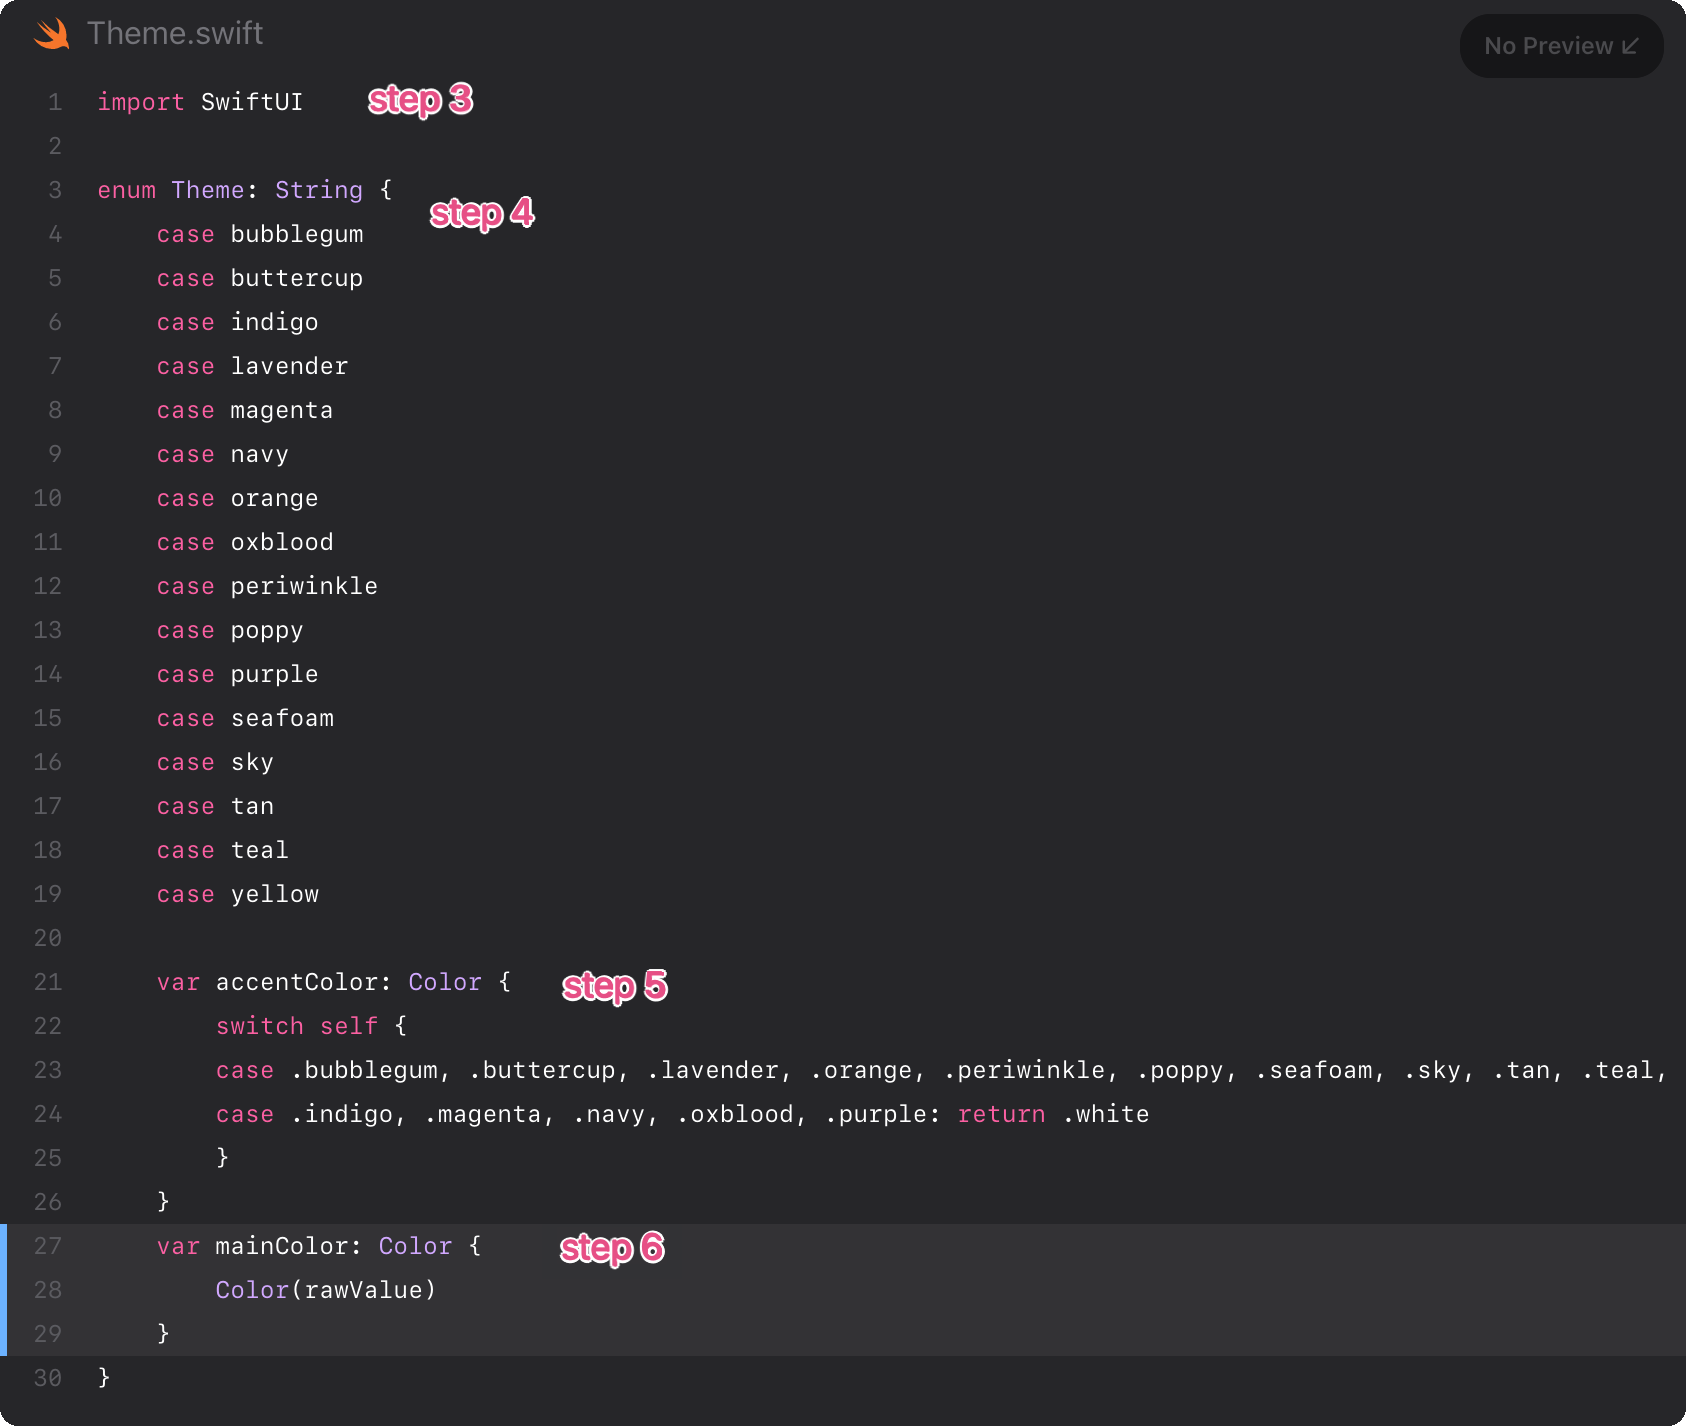 Theme.swift
No Preview
1 import SwiftUI step 3
2
3 enum Theme: String {
step 4
4 case bubblegum
5 case buttercup
6 case indigo
7 case lavender
8 case magenta
9 case navy
10 case orange
11 case oxblood
12 case periwinkle
13 case poppy
14 case purple
15 case seafoam
16 case sky
17 case tan
18 case teal
19 case yellow
20
21 var accentColor: Color { step 5
22 switch self {
23 case .bubblegum, .buttercup, .lavender, .orange, .periwinkle, .poppy, .seafoam, .sky, .tan, .teal,
24 case .indigo, .magenta, .navy, .oxblood, .purple: return .white
25 }
26 }
27 var mainColor: Color { step 6
28 Color(rawValue)
29 }
30 }